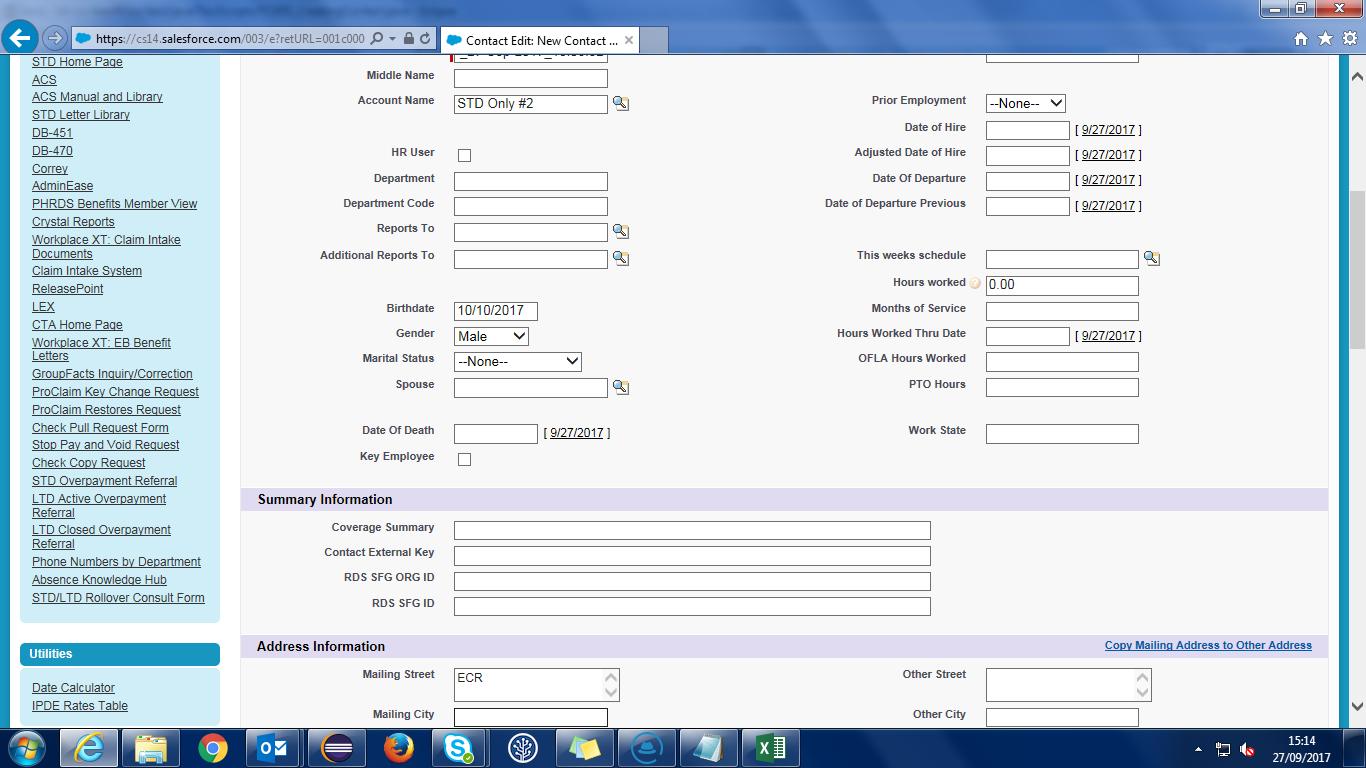 https://cs14.salesforce.com/003/e?retURL=001c000
Contact Edit: New Contact ...
STD Home Page
ACS
ACS Manual and Library
STD Letter Library
DB-451
DB-470
Correy
AdminEase
PHRDS Benefits Member View
Crystal Reports
Workplace XT: Claim Intake
Documents
Claim Intake System
ReleasePoint
LEX
CTA Home Page
Workplace XT: EB Benefit
Letters
GroupFacts Inquiry/Correction
ProClaim Key Change Request
ProClaim Restores Request
Check Pull Request Form
Stop Pay and Void Request
Check Copy Request
STD Overpayment Referral
LTD Active Overpayment
Referral
LTD Closed Overpayment
Referral
Phone Numbers by Department
Absence Knowledge Hub
STD/LTD Rollover Consult Form
Utilities
Date Calculator
IPDE Rates Table
Middle Name
Account Name STD Only #2
Prior Employment --None--
Date of Hire [ 9/27/2017 ]
HR User
Adjusted Date of Hire [ 9/27/2017 ]
Department
Date Of Departure [ 9/27/2017 ]
Department Code
Date of Departure Previous [ 9/27/2017 ]
Reports To
Additional Reports To
This weeks schedule
Hours worked 0.00
Birthdate 10/10/2017
Months of Service
Gender Male
Hours Worked Thru Date [ 9/27/2017 ]
Marital Status --None--
OFLA Hours Worked
Spouse
PTO Hours
Date Of Death [ 9/27/2017 ]
Work State
Key Employee
Summary Information
Coverage Summary
Contact External Key
RDS SFG ORG ID
RDS SFG ID
Address Information
Copy Mailing Address to Other Address
Mailing Street ECR
Other Street
Mailing City
Other City
15:14
27/09/2017